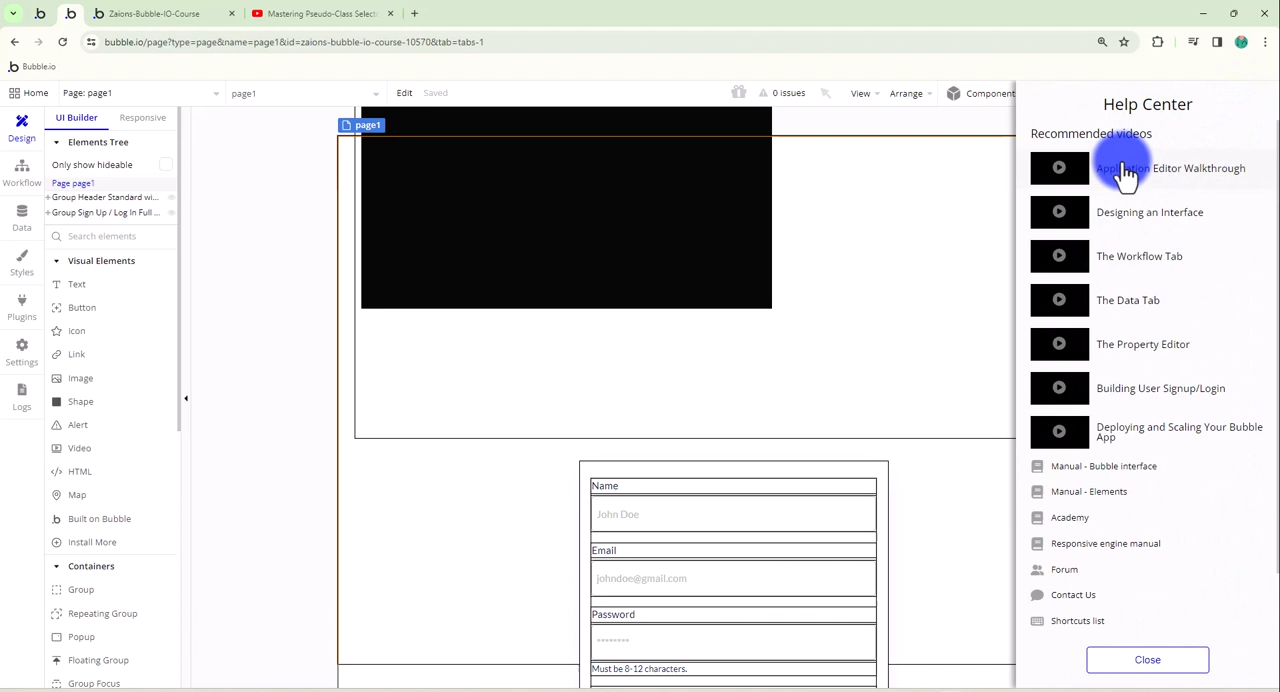 Zaions-Bubble-IO-Course
Mastering Pseudo-Class Select
bubble.io/page?type=page&name=page1&id=zaions-bubble-io-course-10570&tab=tabs-1
Bubble.io
Home
Page: page1
page1
Edit
Saved
0 issues
View
Arrange
Component
Design
Workflow
Data
Styles
Plugins
Settings
Logs
UI Builder
Responsive
Elements Tree
Only show hideable
Page page1
Group Header Standard wi...
Group Sign Up / Log In Full ...
Search elements
Visual Elements
Text
Button
Icon
Link
Image
Shape
Alert
Video
HTML
Map
Built on Bubble
Install More
Containers
Group
Repeating Group
Popup
Floating Group
Group Focus
page1
Name
John Doe
Email
johndoe@gmail.com
Password
********
Must be 8-12 characters.
Help Center
Recommended videos
Application Editor Walkthrough
Designing an Interface
The Workflow Tab
The Data Tab
The Property Editor
Building User Signup/Login
Deploying and Scaling Your Bubble
App
Manual - Bubble interface
Manual - Elements
Academy
Responsive engine manual
Forum
Contact Us
Shortcuts list
Close